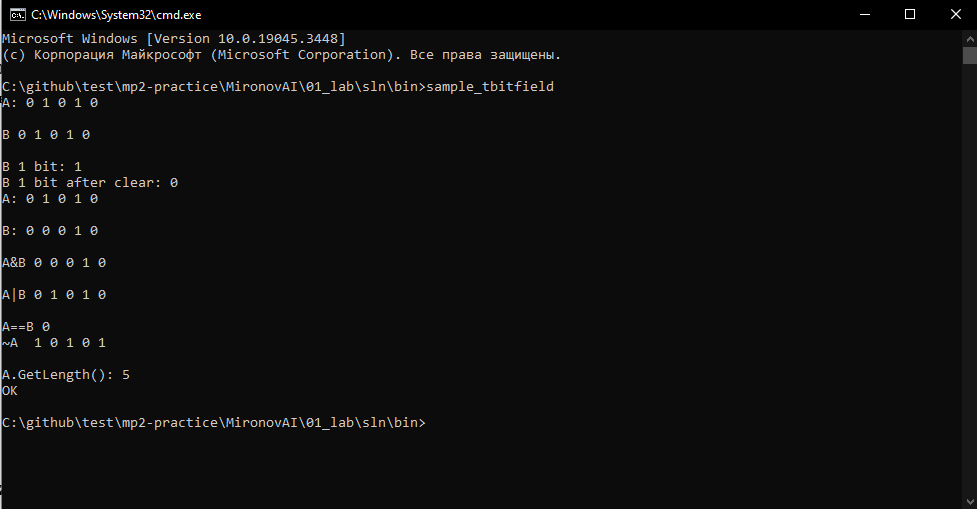 C:\Windows\System32\cmd.exe
Microsoft Windows [Version 10.0.19045.3448]
(c) Корпорация Майкрософт (Microsoft Corporation). Все права защищены.
C:\github\test\mp2-practice\MironovAI\01_lab\sln\bin>sample_tbitfield
A: 0 1 0 1 0
B 0 1 0 1 0
B 1 bit: 1
B 1 bit after clear: 0
A: 0 1 0 1 0
B: 0 0 0 1 0
A&B 0 0 0 1 0
A|B 0 1 0 1 0
A==B 0
~A  1 0 1 0 1
A.GetLength(): 5
OK
C:\github\test\mp2-practice\MironovAI\01_lab\sln\bin>